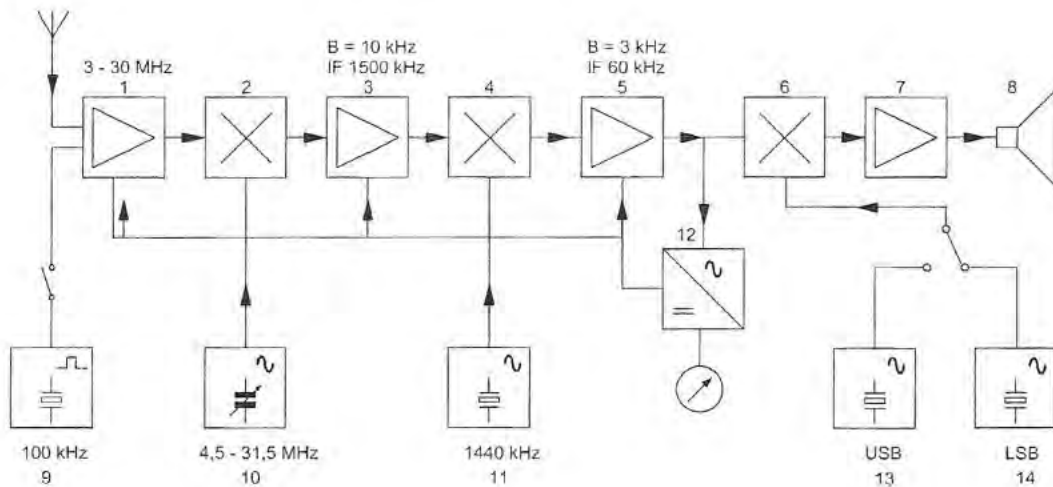 3 - 30 MHz
1
2
B = 10 kHz
IF 1500 kHz
3
4
B = 3 kHz
IF 60 kHz
5
6
7
8
12
100 kHz
9
4,5 - 31,5 MHz
10
1440 kHz
11
USB
13
LSB
14